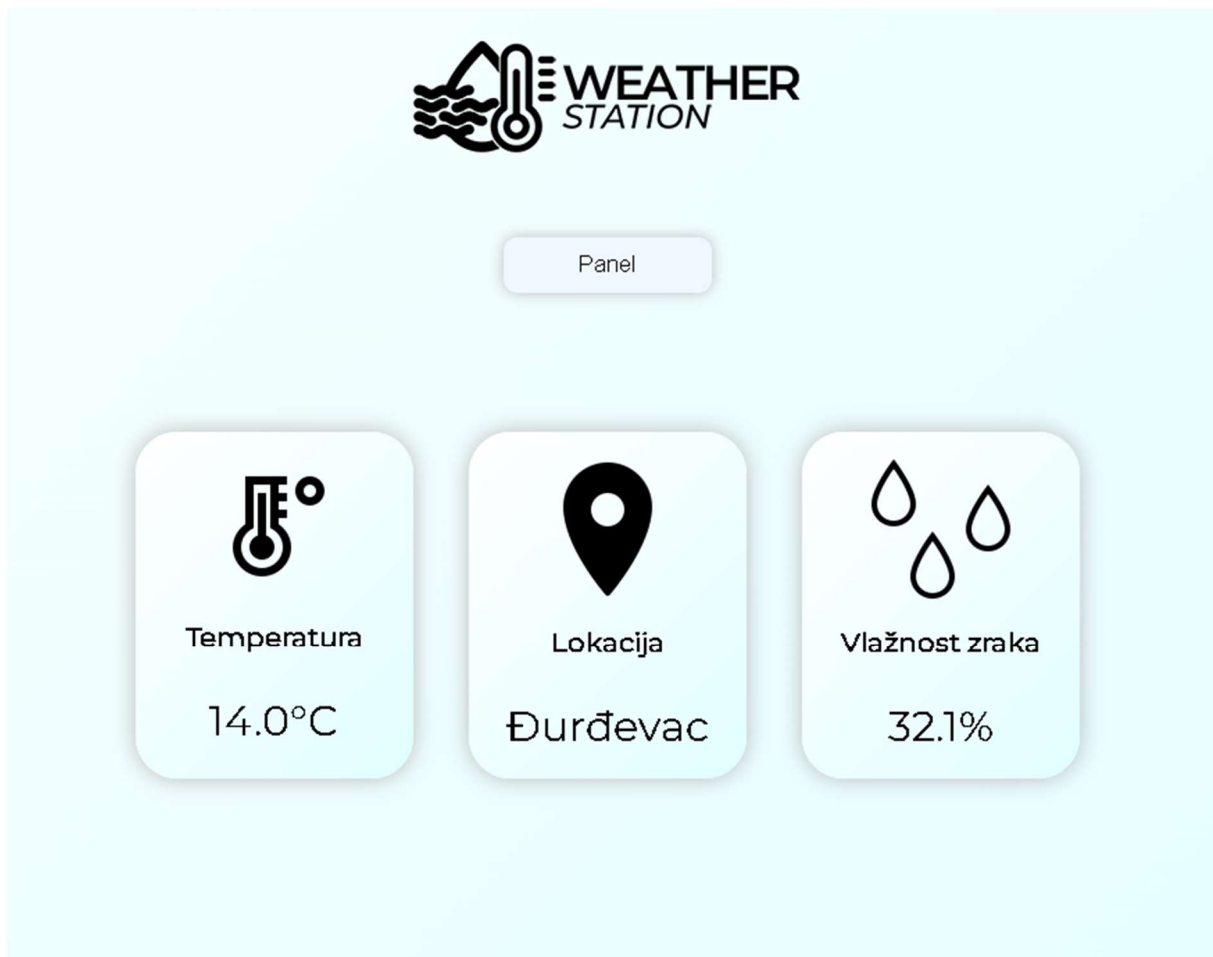 WEATHER
STATION
Panel
Temperatura
14.0°C
Lokacija
Đurđevac
Vlažnost zraka
32.1%